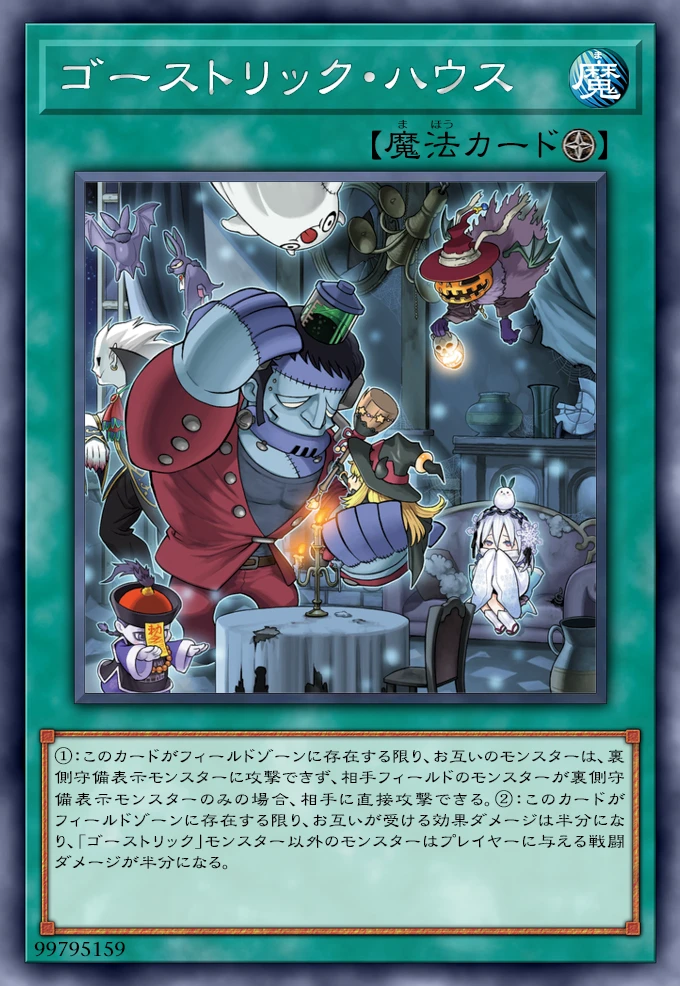 ゴーストリック・ハウス
ま
魔
ま ほう
【魔法カード】
①:このカードがフィールドゾーンに存在する限り、お互いのモンスターは、裏
側守備表示モンスターに攻撃できず、相手フィールドのモンスターが裏側守
備表示モンスターのみの場合、相手に直接攻撃できる。②:このカードが
フィールドゾーンに存在する限り、お互いが受ける効果ダメージは半分にな
り、「ゴーストリック」モンスター以外のモンスターはプレイヤーに与える戦闘
ダメージが半分になる。
99795159